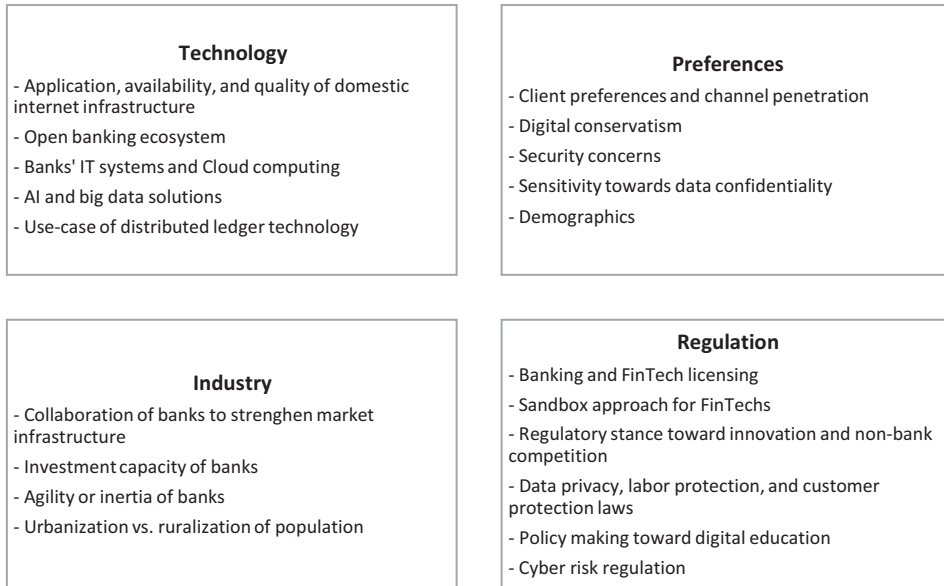 Technology
- Application, availability, and quality of domestic
internet infrastructure
- Open banking ecosystem
- Banks' IT systems and Cloud computing
- AI and big data solutions
- Use-case of distributed ledger technology
Preferences
- Client preferences and channel penetration
- Digital conservatism
- Security concerns
- Sensitivity towards data confidentiality
- Demographics
Industry
- Collaboration of banks to strenghen market
infrastructure
- Investment capacity of banks
- Agility or inertia of banks
- Urbanization vs. ruralization of population
Regulation
- Banking and FinTech licensing
- Sandbox approach for FinTechs
- Regulatory stance toward innovation and non-bank
competition
- Data privacy, labor protection, and customer
protection laws
- Policy making toward digital education
- Cyber risk regulation